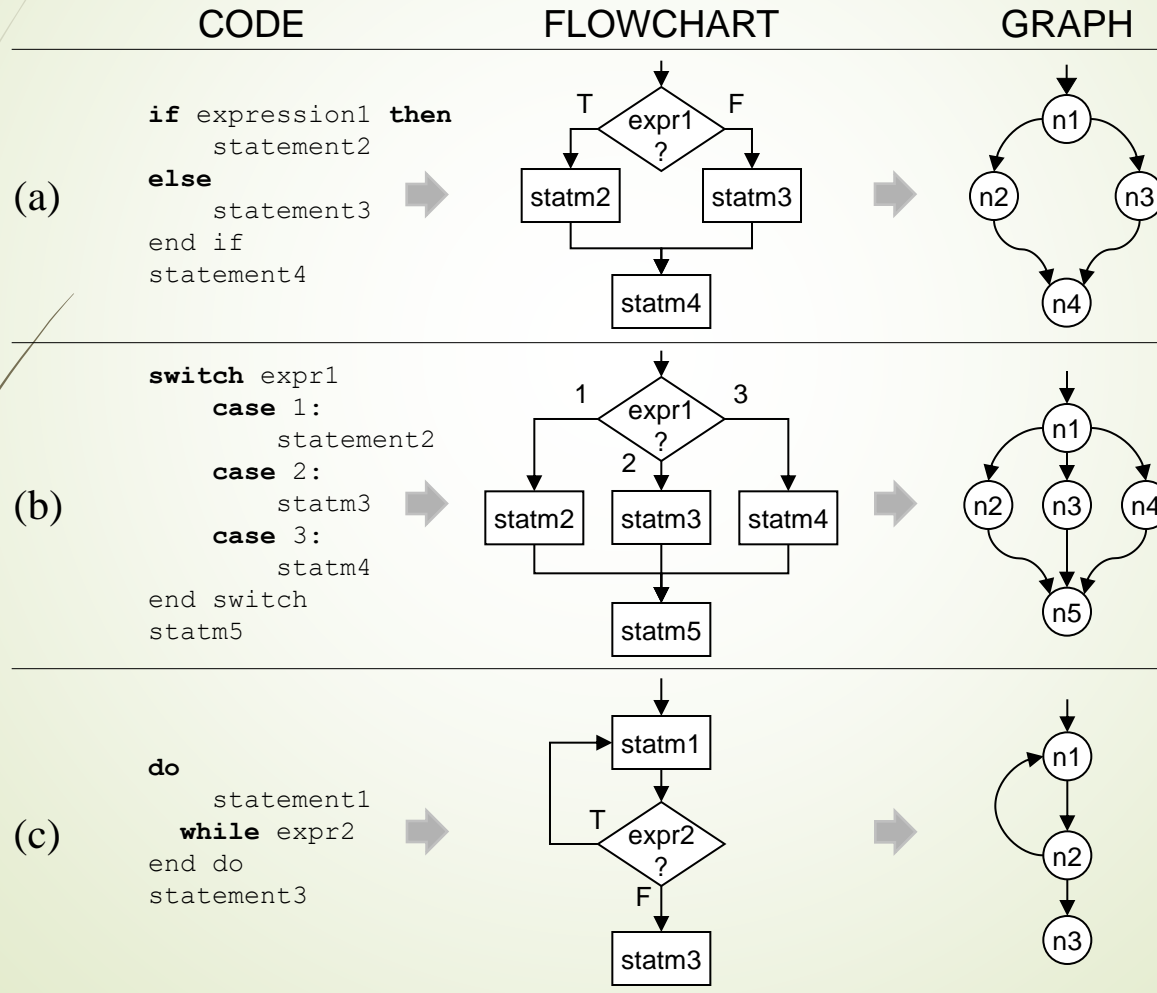 CODE FLOWCHART GRAPH
(a)
if expression1 then
statement2
else
statement3
end if
statement4
T F
expr1
?
statm2 statm3
statm4
n1
n2 n3
n4
(b)
switch expr1
case 1:
statement2
case 2:
statm3
case 3:
statm4
end switch
statm5
1 3
expr1
?
2
statm2 statm3 statm4
statm5
n1
n2 n3 n4
n5
(c)
do
statement1
while expr2
end do
statement3
statm1
T
expr2
?
F
statm3
n1
n2
n3